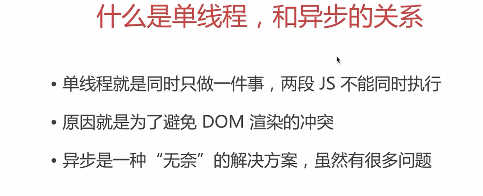 什么是单线程，和异步的关系
• 单线程就是同时只做一件事，两段 JS 不能同时执行
• 原因就是为了避免 DOM 渲染的冲突
• 异步是一种“无奈”的解决方案，虽然有很多问题